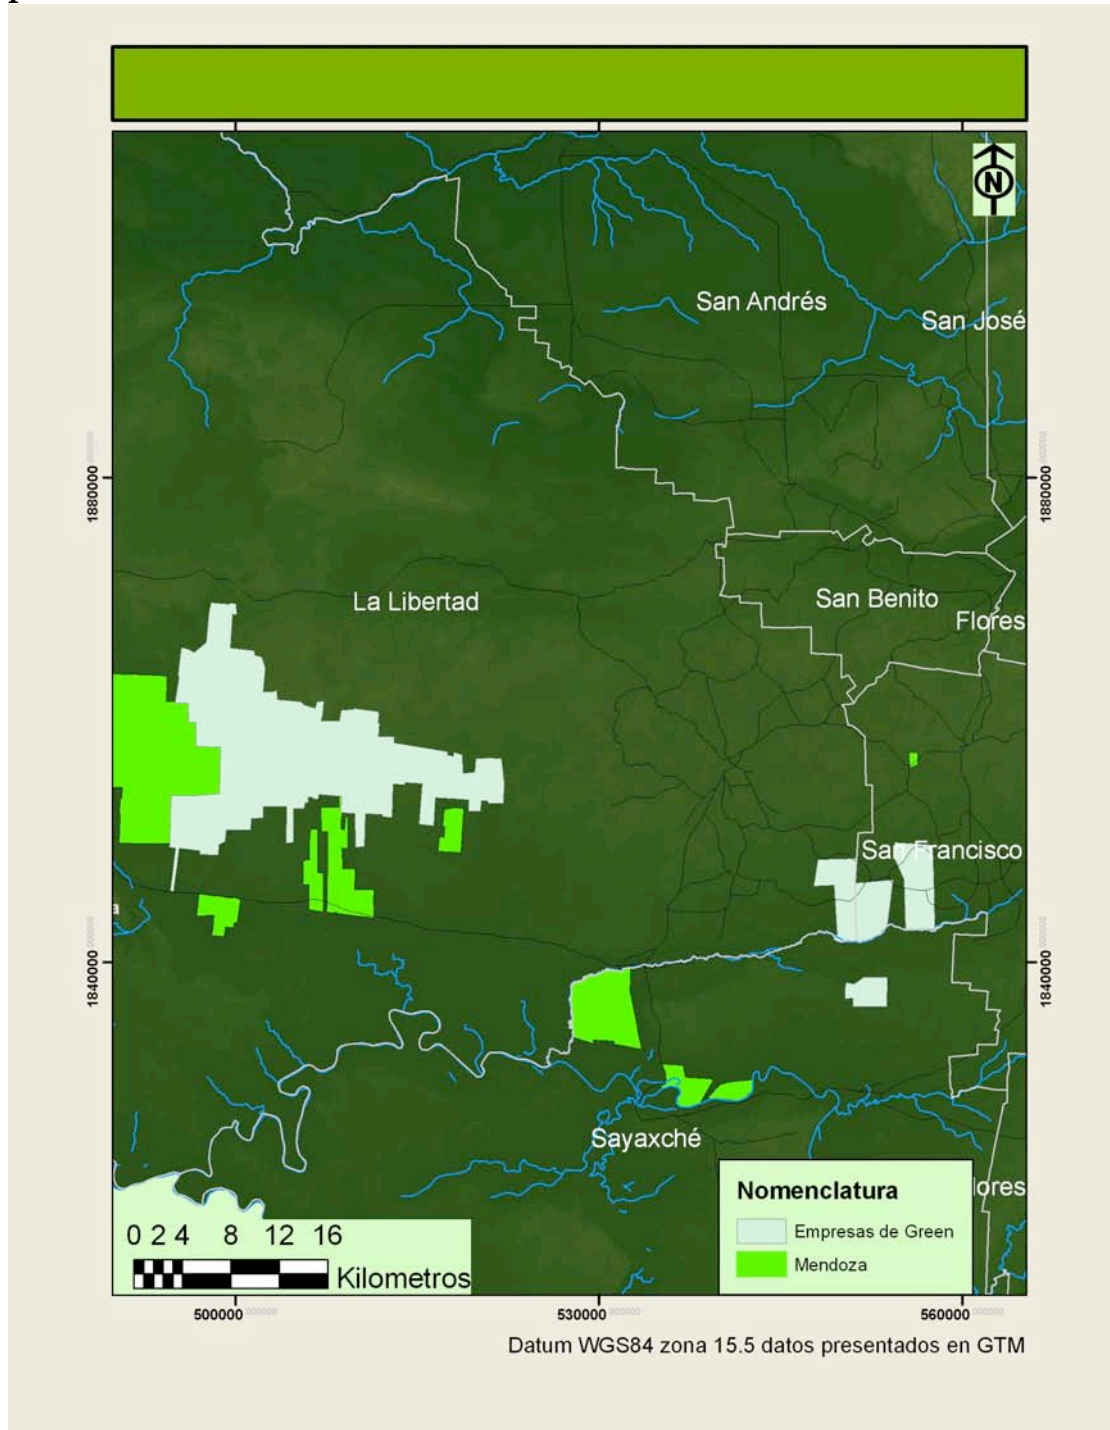 N
San Andrés
San José
1880000
1880000
La Libertad
San Benito
Flores
San Francisco
a
1840000
1840000
Sayaxché
lores
Nomenclatura
Empresas de Green
Mendoza
0 2 4 8 12 16
Kilometros
500000
530000
560000
Datum WGS84 zona 15.5 datos presentados en GTM